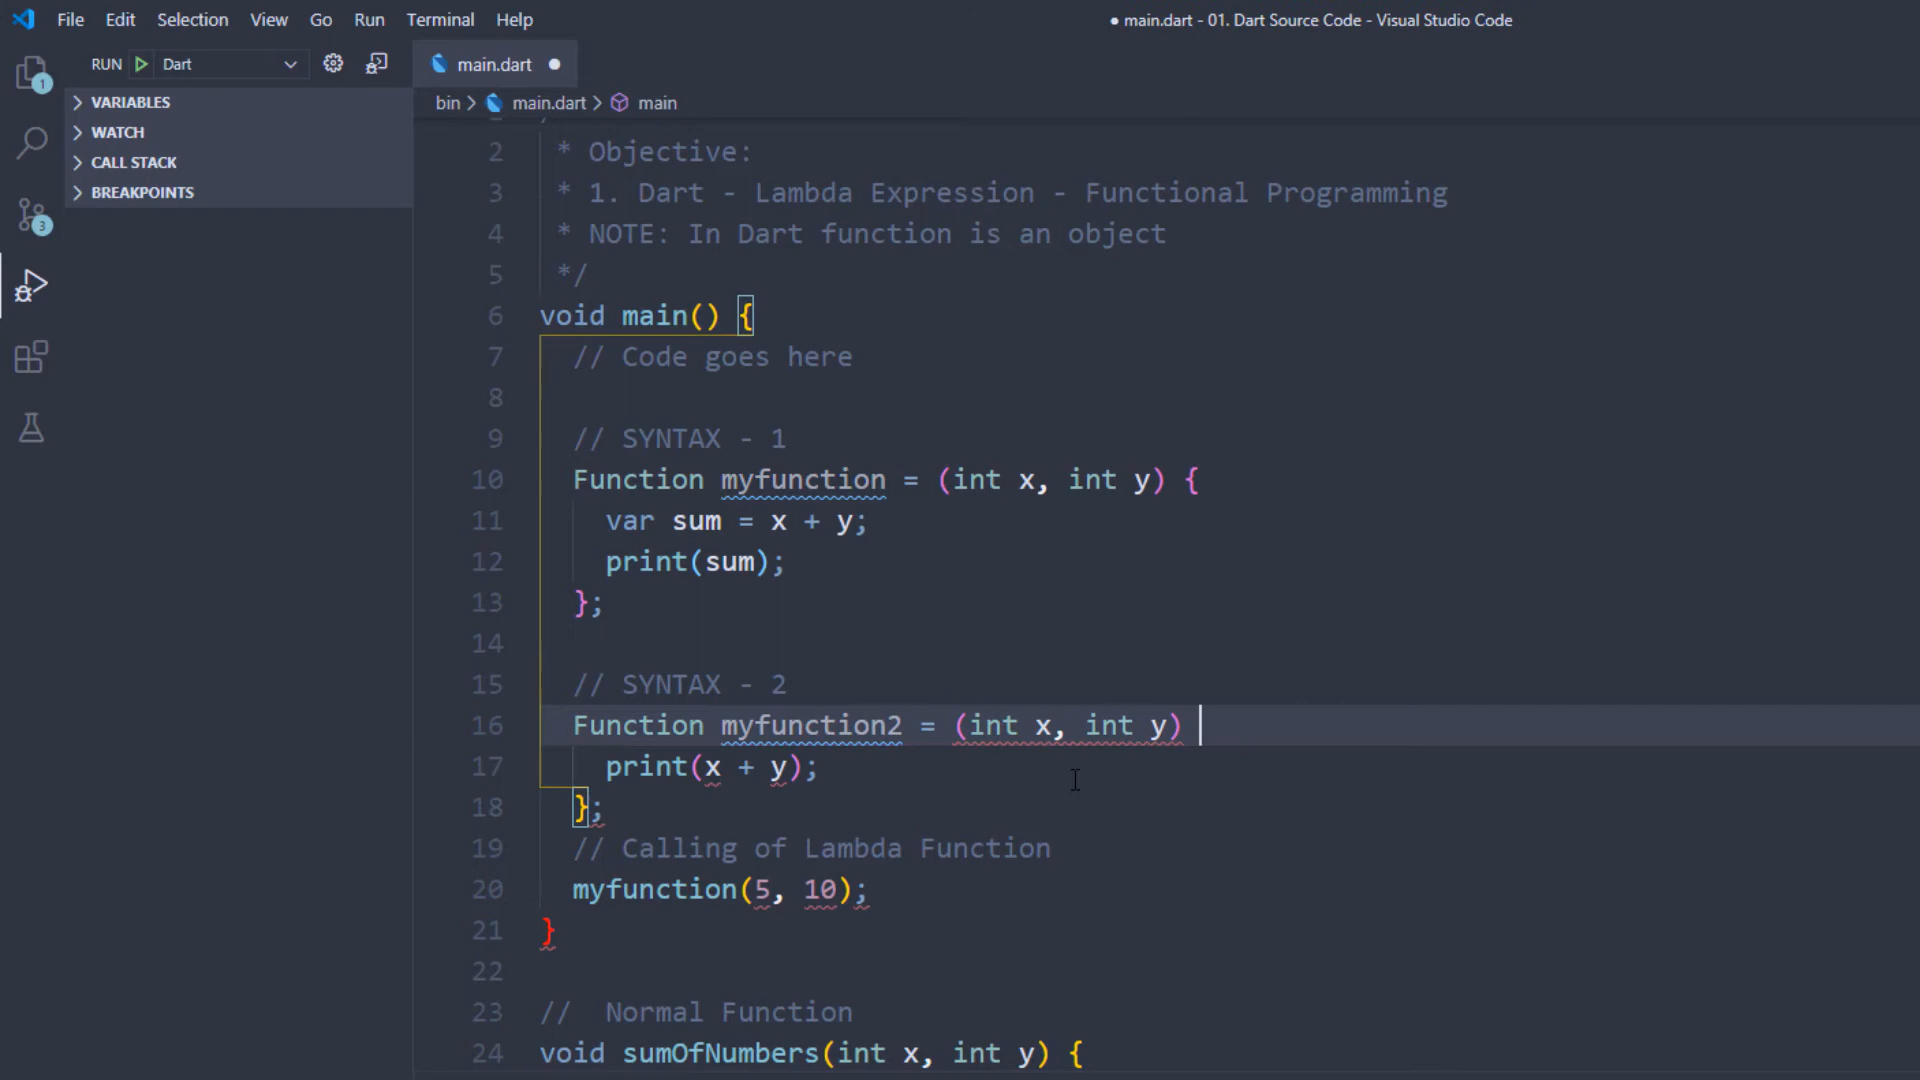 File Edit Selection View Go Run Terminal Help
● main.dart - 01. Dart Source Code - Visual Studio Code
RUN Dart
main.dart
1
VARIABLES
WATCH
CALL STACK
BREAKPOINTS
3
bin > main.dart > main
2 * Objective:
3 * 1. Dart - Lambda Expression - Functional Programming
4 * NOTE: In Dart function is an object
5 */
6 void main() {
7 // Code goes here
8
9 // SYNTAX - 1
10 Function myfunction = (int x, int y) {
11 var sum = x + y;
12 print(sum);
13 };
14
15 // SYNTAX - 2
16 Function myfunction2 = (int x, int y)
17 print(x + y);
18 };
19 // Calling of Lambda Function
20 myfunction(5, 10);
21 }
22
23 // Normal Function
24 void sumOfNumbers(int x, int y) {